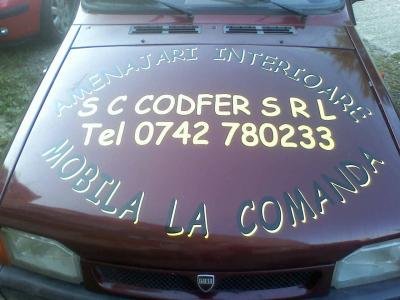 AMENAJARI INTERIOARE
S C CODFER S R L
Tel 0742 780233
MOBILA LA COMANDA